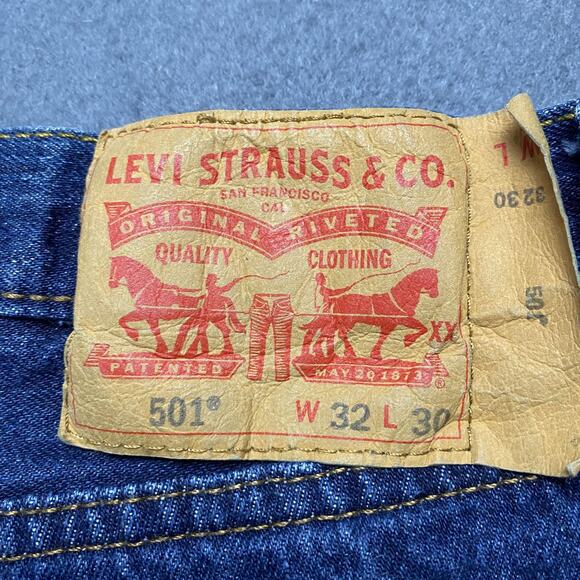 LEVI STRAUSS & CO.
SAN FRANCISCO
CAL
ORIGINAL RIVETED
QUALITY CLOTHING
XX
PATENTED MAY 20 1873 ®
501® W 32 L 30
W L
32 30
501®